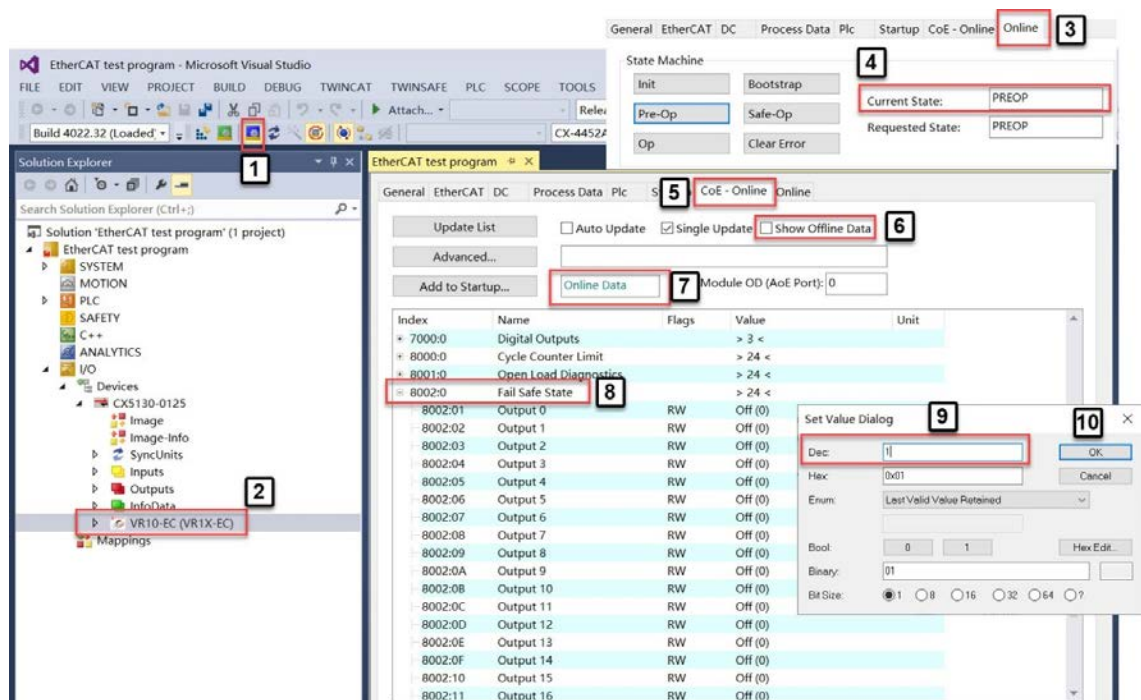 General EtherCAT DC Process Data Plc Startup CoE - Online Online 3
State Machine 4
Init Bootstrap
Current State: PREOP
Pre-Op Safe-Op
Requested State: PREOP
Op Clear Error
EtherCAT test program - Microsoft Visual Studio
FILE EDIT VIEW PROJECT BUILD DEBUG TWINCAT TWINSAFE PLC SCOPE TOOLS
Attach...
Build 4022.32 (Loaded)
1
Solution Explorer
Search Solution Explorer (Ctrl+;)
Solution 'EtherCAT test program' (1 project)
EtherCAT test program
SYSTEM
MOTION
PLC
SAFETY
C++
ANALYTICS
I/O
Devices
CX5130-0125
Image
Image-Info
SyncUnits
Inputs
Outputs
InfoData
2
VR10-EC (VR1X-EC)
Mappings
EtherCAT test program
General EtherCAT DC Process Data Plc 5 CoE - Online Online
Update List Auto Update Single Update Show Offline Data 6
Advanced...
Add to Startup... Online Data 7 Module OD (AoE Port): 0
Index Name Flags Value Unit
7000:0 Digital Outputs > 3 <
8000:0 Cycle Counter Limit > 24 <
8001:0 Open Load Diagnostics > 24 <
8002:0 Fail Safe State 8 > 24 <
8002:01 Output 0 RW Off (0)
8002:02 Output 1 RW Off (0)
8002:03 Output 2 RW Off (0)
8002:04 Output 3 RW Off (0)
8002:05 Output 4 RW Off (0)
8002:06 Output 5 RW Off (0)
8002:07 Output 6 RW Off (0)
8002:08 Output 7 RW Off (0)
8002:09 Output 8 RW Off (0)
8002:0A Output 9 RW Off (0)
8002:0B Output 10 RW Off (0)
8002:0C Output 11 RW Off (0)
8002:0D Output 12 RW Off (0)
8002:0E Output 13 RW Off (0)
8002:0F Output 14 RW Off (0)
8002:10 Output 15 RW Off (0)
8002:11 Output 16 RW Off (0)
Set Value Dialog 9 10
Dec: 1 OK
Hex: 0x01 Cancel
Enum: Last Valid Value Retained
Bool: 0 1 Hex Edit...
Binary: 01
Bit Size: 1 8 16 32 64 ?